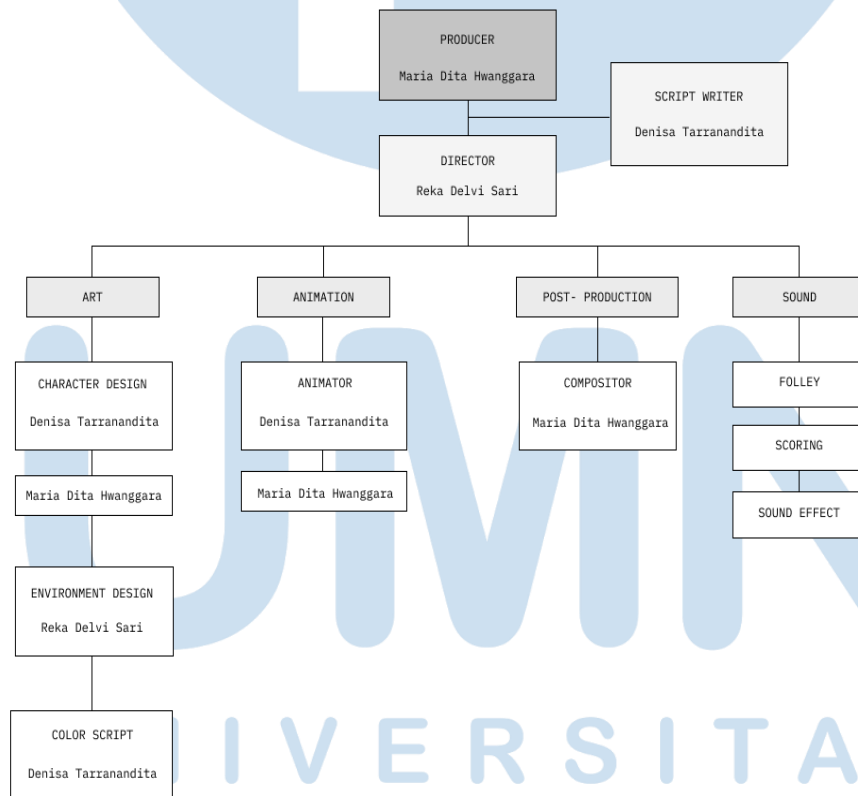 PRODUCER
Maria Dita Hwanggara
SCRIPT WRITER
Denisa Tarranandita
DIRECTOR
Reka Delvi Sari
ART
ANIMATION
POST- PRODUCTION
SOUND
CHARACTER DESIGN
Denisa Tarranandita
Maria Dita Hwanggara
ENVIRONMENT DESIGN
Reka Delvi Sari
COLOR SCRIPT
Denisa Tarranandita
ANIMATOR
Denisa Tarranandita
Maria Dita Hwanggara
COMPOSITOR
Maria Dita Hwanggara
FOLLEY
SCORING
SOUND EFFECT
UMN
NIVERSITA